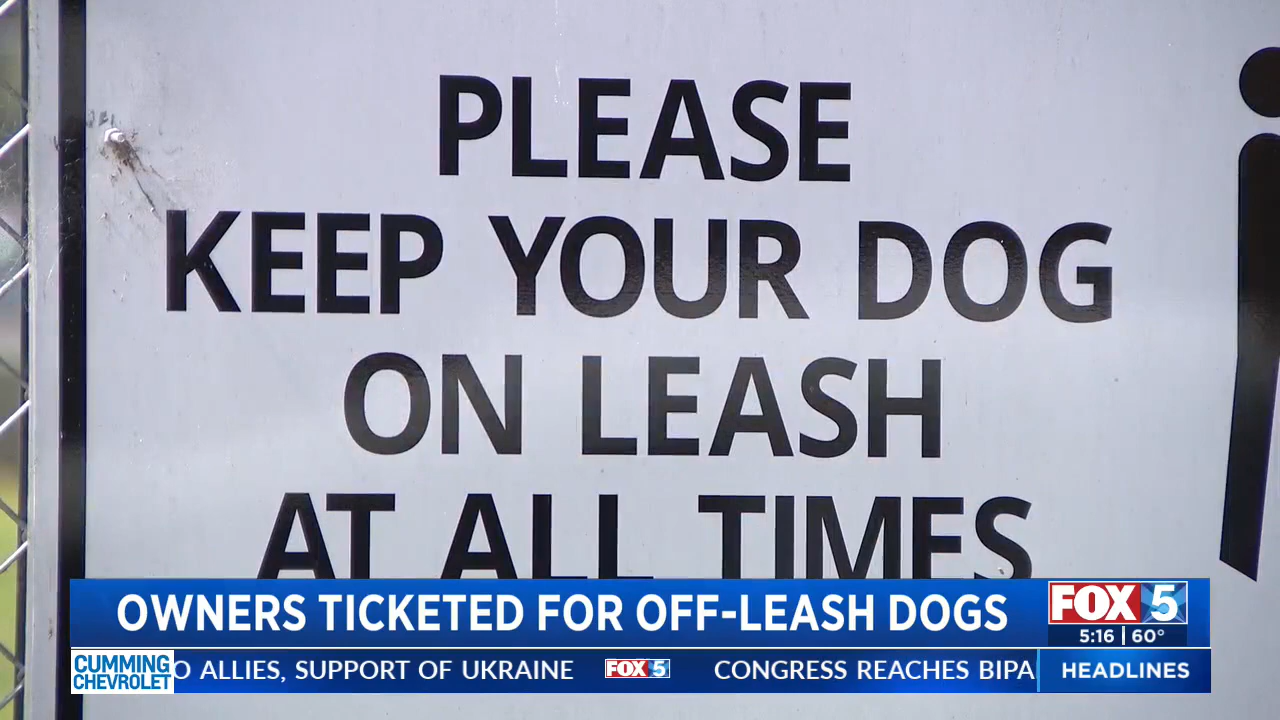 PLEASE
KEEP YOUR DOG
ON LEASH
AT ALL TIMES
OWNERS TICKETED FOR OFF-LEASH DOGS
FOX 5
5:16 | 60°
CUMMING
CHEVROLET
O ALLIES, SUPPORT OF UKRAINE FOX 5 CONGRESS REACHES BIPA
HEADLINES